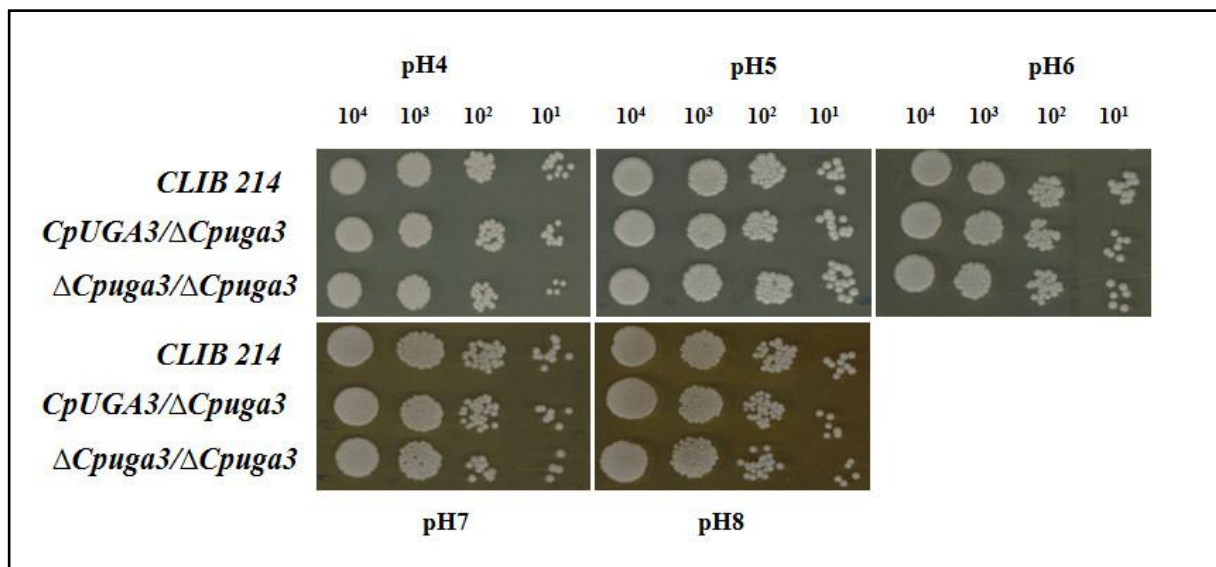 pH4 pH5 pH6
10⁴ 10³ 10² 10¹ 10⁴ 10³ 10² 10¹ 10⁴ 10³ 10² 10¹
CLIB 214
CpUGA3/ΔCpuga3
ΔCpuga3/ΔCpuga3
CLIB 214
CpUGA3/ΔCpuga3
ΔCpuga3/ΔCpuga3
pH7 pH8